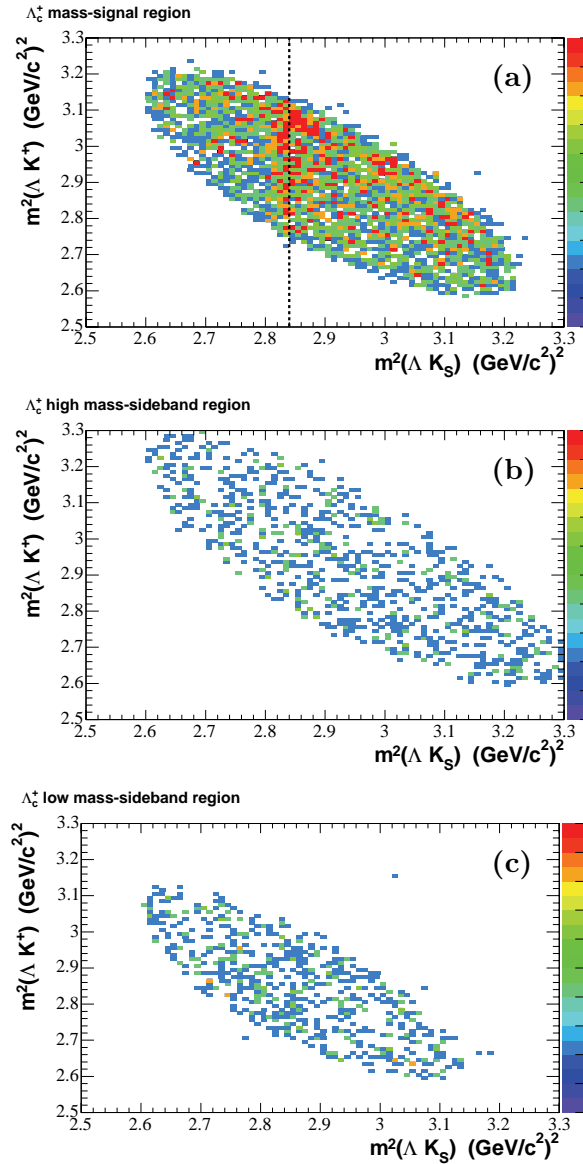 Λc+ mass-signal region
(a)
m²(Λ K⁺) (GeV/c²)²
3.3
3.2
3.1
3
2.9
2.8
2.7
2.6
2.5
2.5 2.6 2.7 2.8 2.9 3 3.1 3.2 3.3
m²(Λ K_S) (GeV/c²)²
Λc+ high mass-sideband region
(b)
m²(Λ K⁺) (GeV/c²)²
3.3
3.2
3.1
3
2.9
2.8
2.7
2.6
2.5
2.5 2.6 2.7 2.8 2.9 3 3.1 3.2 3.3
m²(Λ K_S) (GeV/c²)²
Λc+ low mass-sideband region
(c)
m²(Λ K⁺) (GeV/c²)²
3.3
3.2
3.1
3
2.9
2.8
2.7
2.6
2.5
2.5 2.6 2.7 2.8 2.9 3 3.1 3.2 3.3
m²(Λ K_S) (GeV/c²)²